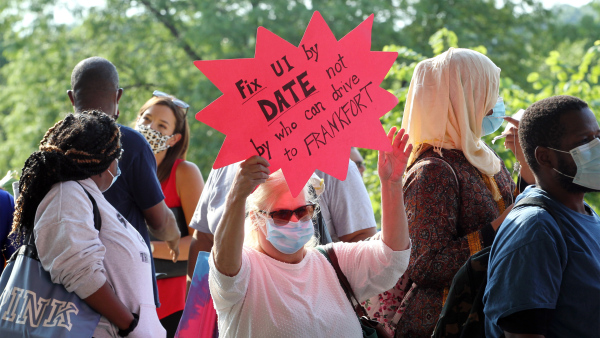 Fix UI by
DATE not
by who can drive
to FRANKFORT
PINK